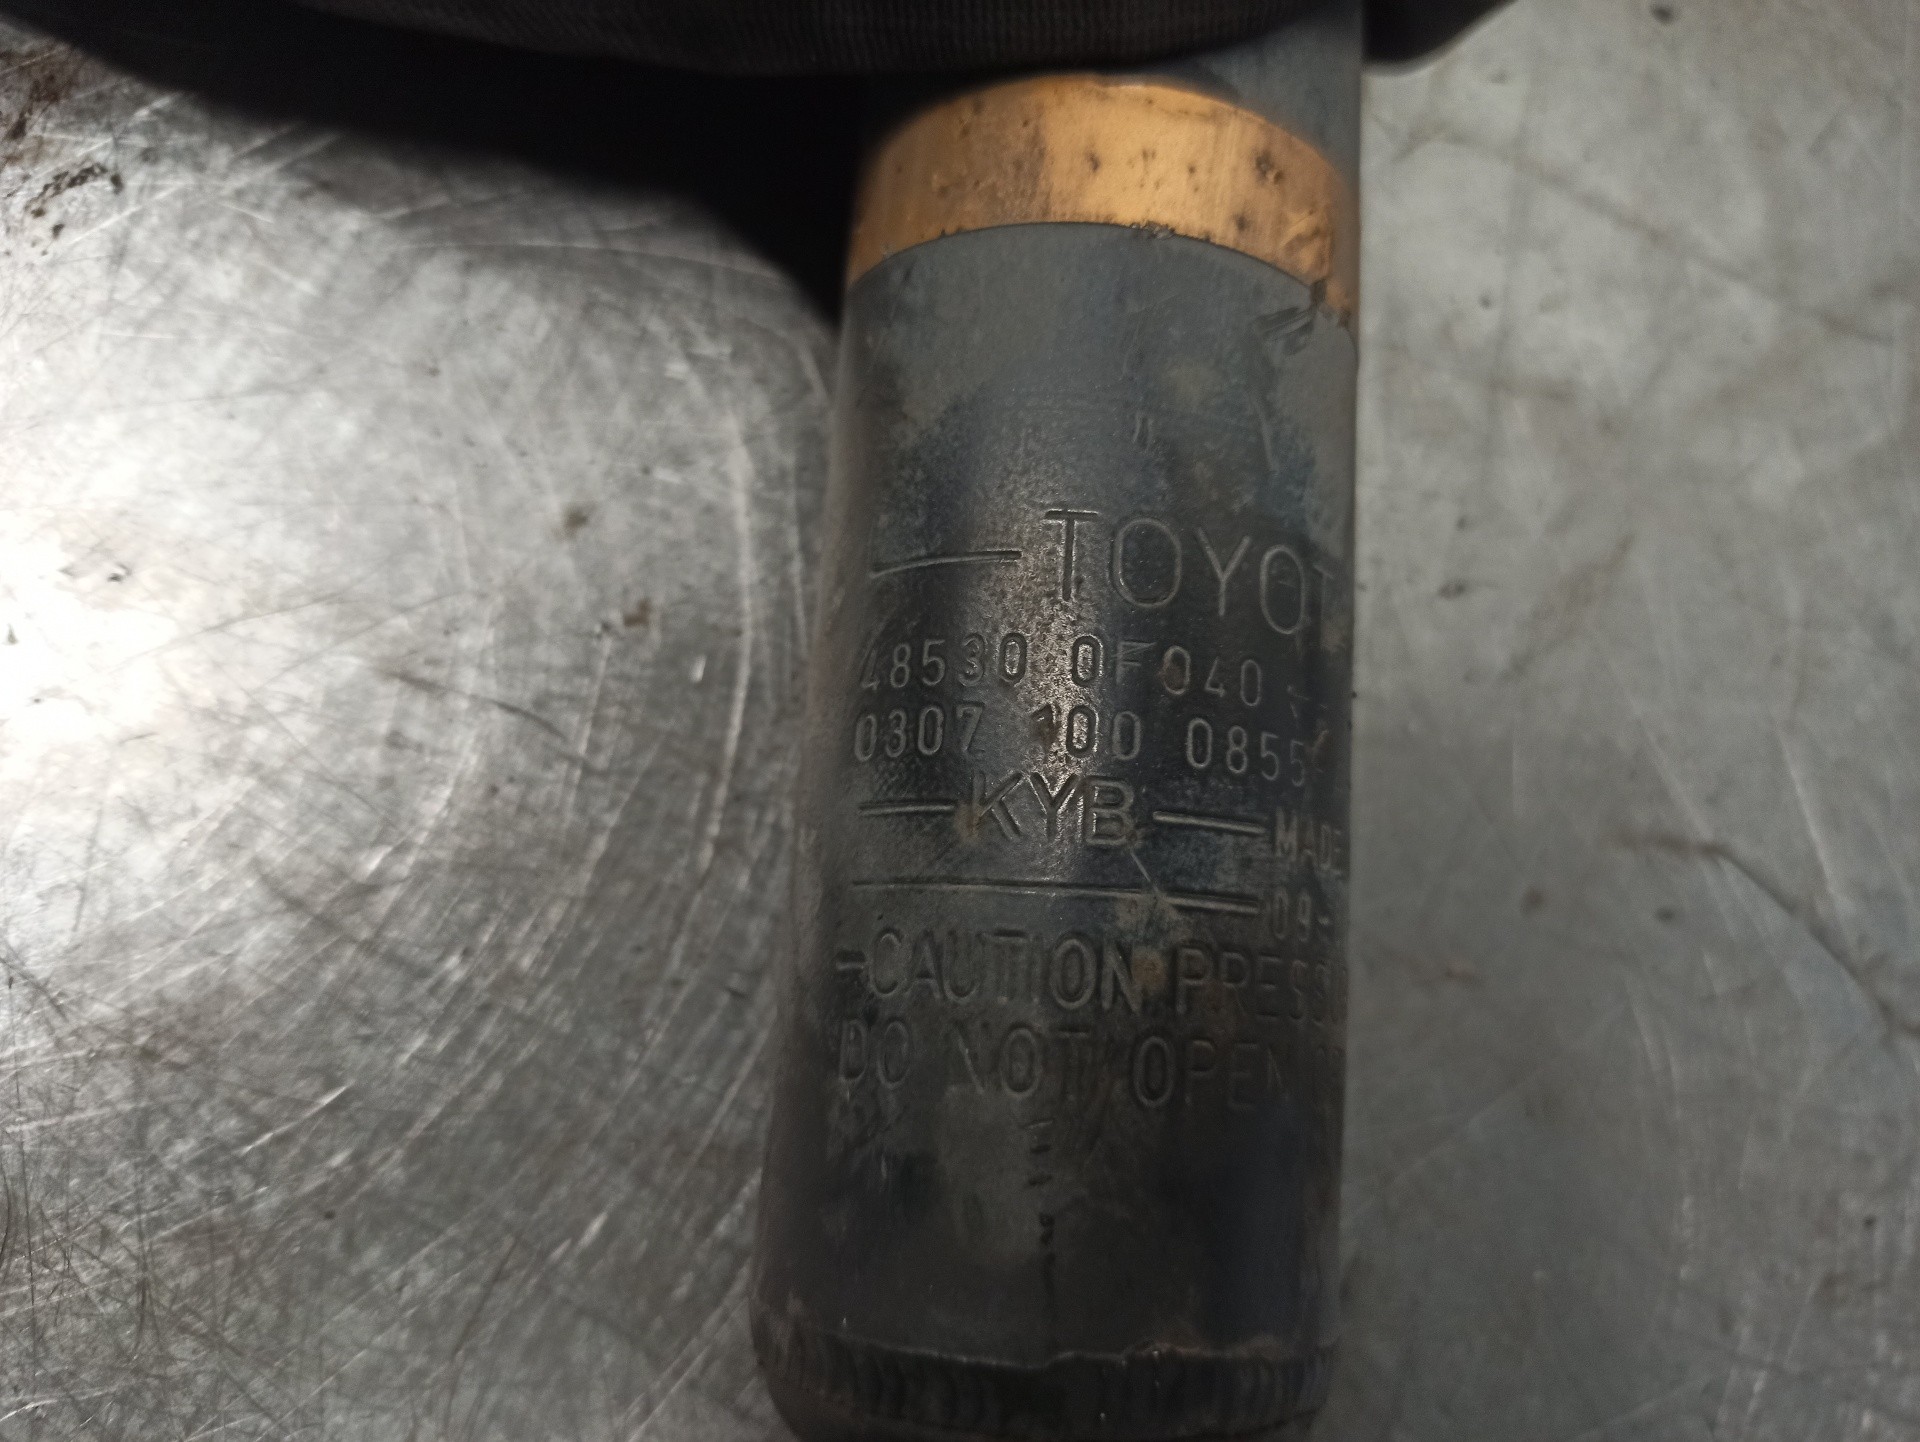 TOYOT
48530 0F040
0307 100 0855
KYB MADE
09-
CAUTION PRESS
DO NOT OPEN